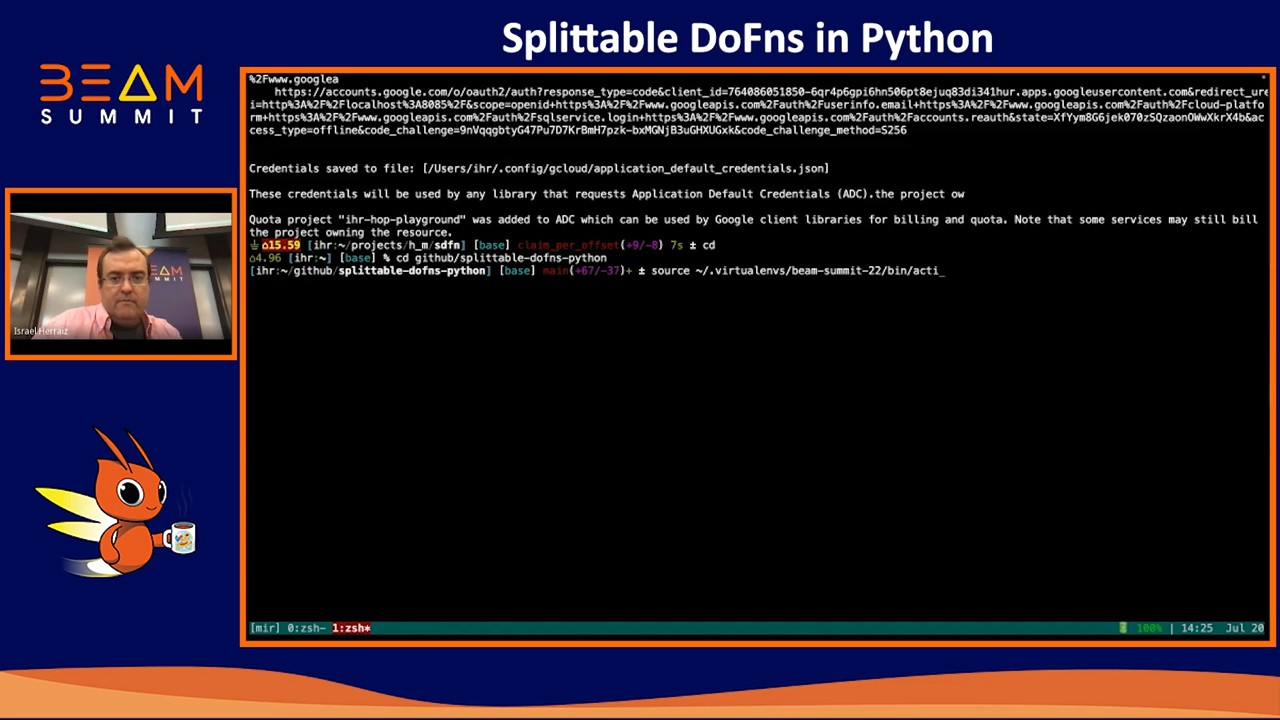 Splittable DoFns in Python
BEAM
SUMMIT
%2Fwww.googlea
https://accounts.google.com/o/oauth2/auth?response_type=code&client_id=764086051850-6qr4p6gpi6hn506pt8ejuq83di341hur.apps.googleusercontent.com&redirect_ur
i=http%3A%2F%2Flocalhost%3A8085%2F&scope=openid+https%3A%2F%2Fwww.googleapis.com%2Fauth%2Fuserinfo.email+https%3A%2F%2Fwww.googleapis.com%2Fauth%2Fcloud-platfo
rm+https%3A%2F%2Fwww.googleapis.com%2Fauth%2Fsqlservice.login+https%3A%2F%2Fwww.googleapis.com%2Fauth%2Faccounts.reauth&state=XfYym8G6jek070zSQzaonOWwXkrX4b&ac
cess_type=offline&code_challenge=9nVqqgbtyG47Pu7D7KrBmH7pzk-bxMGNjB3uGHXUGxk&code_challenge_method=S256
Credentials saved to file: [/Users/ihr/.config/gcloud/application_default_credentials.json]
These credentials will be used by any library that requests Application Default Credentials (ADC).the project ow
Quota project "ihr-hop-playground" was added to ADC which can be used by Google client libraries for billing and quota. Note that some services may still bill
the project owning the resource.
15.59 [ihr:~/projects/h_m/sdfn] [base] claim_per_offset(+9/-8) 7s ± cd
4.96 [ihr:~] [base] % cd github/splittable-dofns-python
[ihr:~/github/splittable-dofns-python] [base] main(+67/-37)+ ± source ~/.virtualenvs/beam-summit-22/bin/acti_
BEAM
SUMMIT
Israel Herraiz
[mir] 0:zsh- 1:zsh* 100% | 14:25 Jul 20